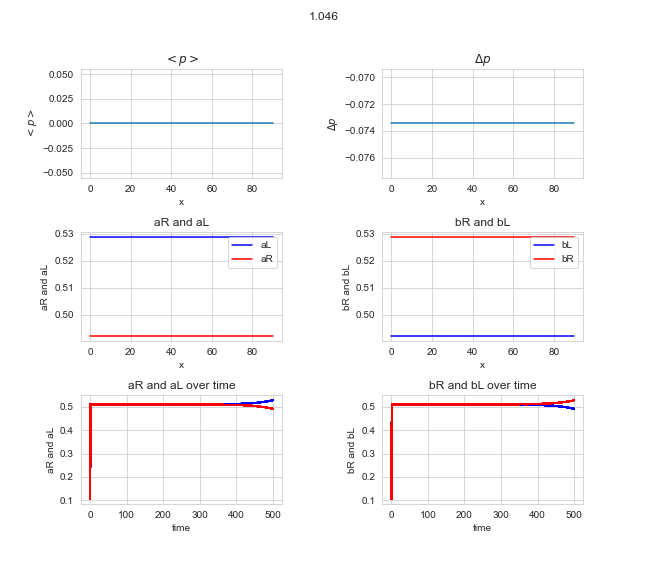 1.046
< p >
Δp
0.050
0.025
0.000
−0.025
−0.050
< p >
0 20 40 60 80
x
−0.070
−0.072
−0.074
−0.076
Δp
0 20 40 60 80
x
aR and aL
0.53
0.52
0.51
0.50
aR and aL
aL
aR
0 20 40 60 80
x
bR and bL
0.53
0.52
0.51
0.50
bR and bL
bL
bR
0 20 40 60 80
x
aR and aL over time
0.5
0.4
0.3
0.2
0.1
aR and aL
0 100 200 300 400 500
time
bR and bL over time
0.5
0.4
0.3
0.2
0.1
bR and bL
0 100 200 300 400 500
time